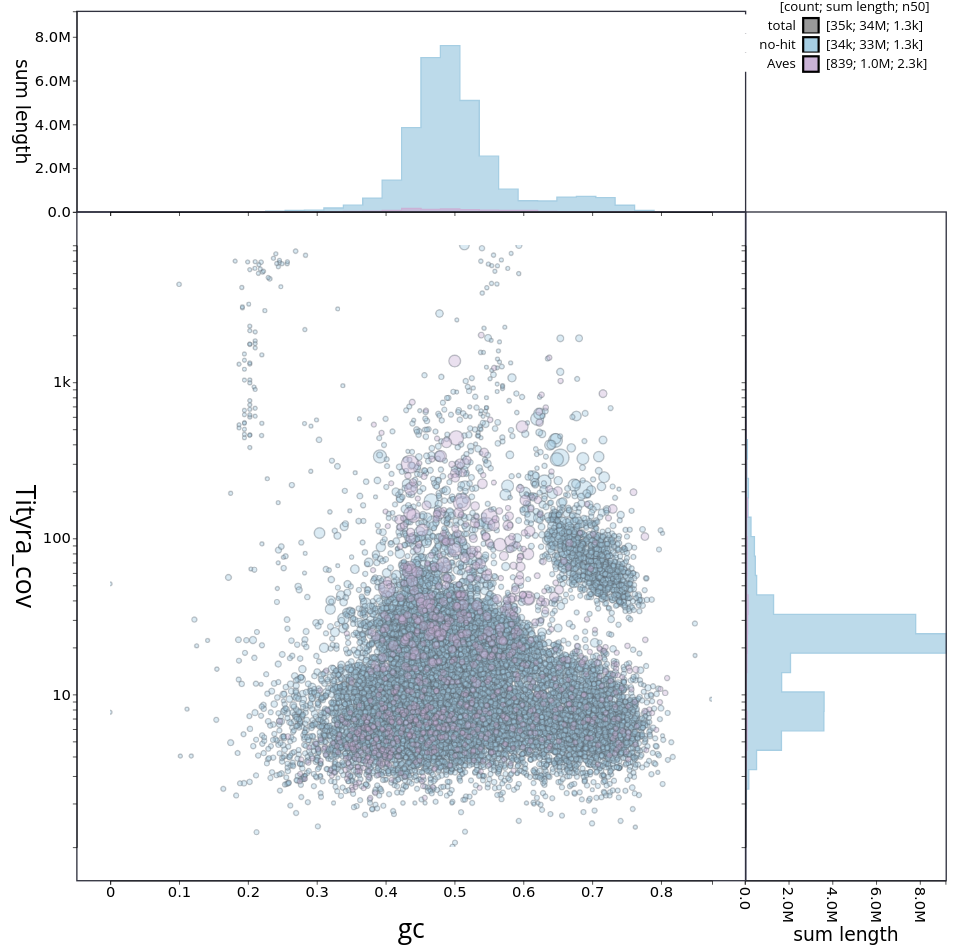 [count; sum length; n50]
total [35k; 34M; 1.3k]
no-hit [34k; 33M; 1.3k]
Aves [839; 1.0M; 2.3k]
sum length
8.0M
6.0M
4.0M
2.0M
0.0
Tityra_cov
1k
100
10
0 0.1 0.2 0.3 0.4 0.5 0.6 0.7 0.8
gc
0.0 2.0M 4.0M 6.0M 8.0M
sum length